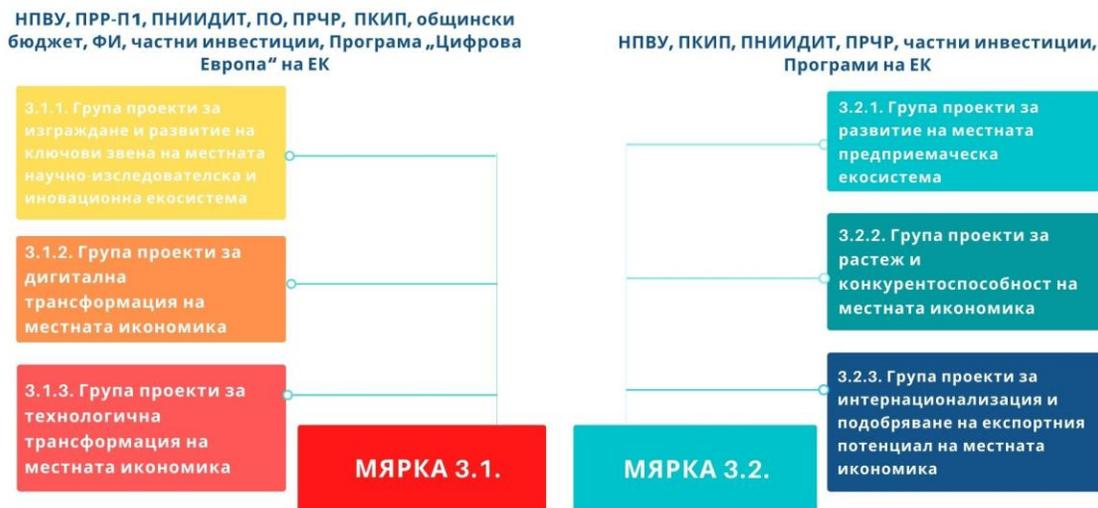 НПВУ, ПРР-П1, ПНИИДИТ, ПО, ПРЧР, ПКИП, общински
бюджет, ФИ, частни инвестиции, Програма „Цифрова
Европа“ на ЕК
3.1.1. Група проекти за
изграждане и развитие на
ключови звена на местната
научно-изследователска и
иновационна екосистема
3.1.2. Група проекти за
дигитална
трансформация на
местната икономика
3.1.3. Група проекти за
технологична
трансформация на
местната икономика
МЯРКА 3.1.
НПВУ, ПКИП, ПНИИДИТ, ПРЧР, частни инвестиции,
Програми на ЕК
3.2.1. Група проекти за
развитие на местната
предприемаческа
екосистема
3.2.2. Група проекти за
растеж и
конкурентоспособност на
местната икономика
3.2.3. Група проекти за
интернационализация и
подобряване на експортния
потенциал на местната
икономика
МЯРКА 3.2.